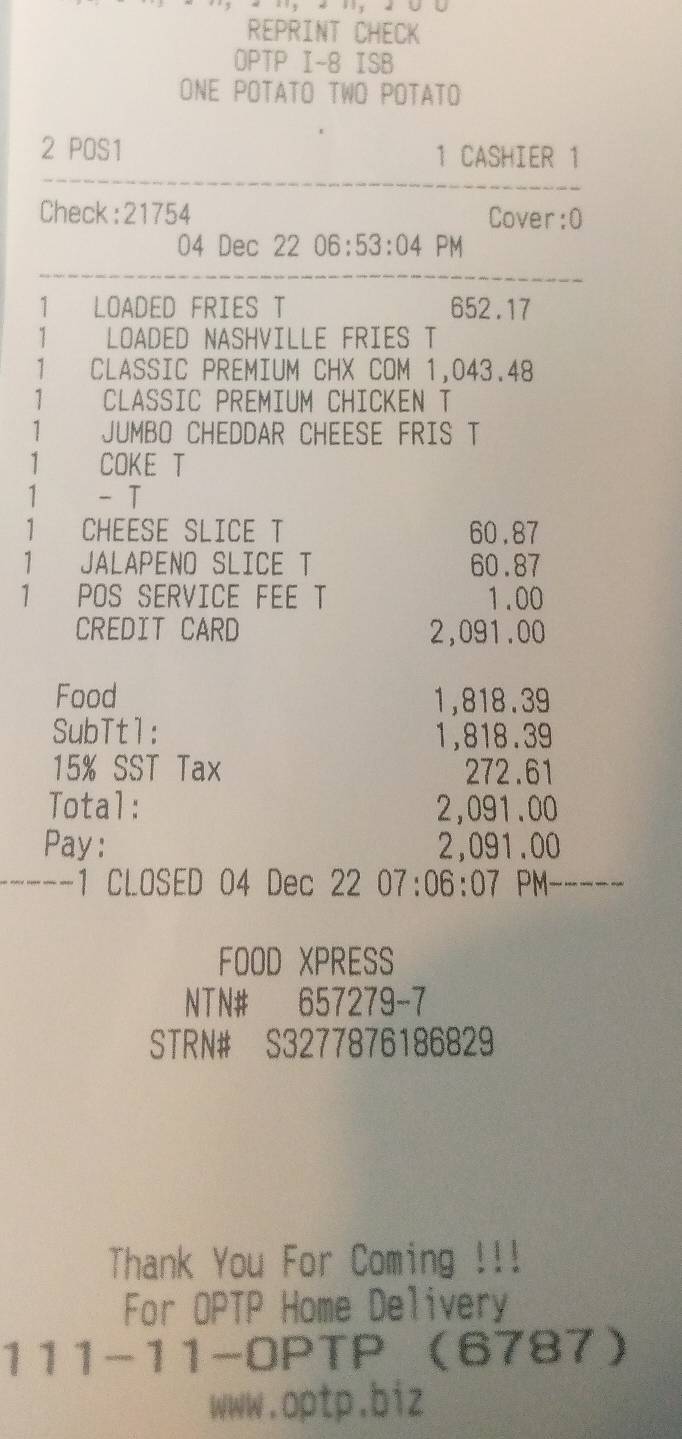 REPRINT CHECK
OPTP I-8 ISB
ONE POTATO TWO POTATO
2 POS1 1 CASHIER 1
Check:21754 Cover:0
04 Dec 22 06:53:04 PM
1 LOADED FRIES T 652.17
1 LOADED NASHVILLE FRIES T
1 CLASSIC PREMIUM CHX COM 1,043.48
1 CLASSIC PREMIUM CHICKEN T
1 JUMBO CHEDDAR CHEESE FRIS T
1 COKE T
1 - T
1 CHEESE SLICE T 60.87
1 JALAPENO SLICE T 60.87
1 POS SERVICE FEE T 1.00
CREDIT CARD 2,091.00
Food 1,818.39
SubTtl: 1,818.39
15% SST Tax 272.61
Total: 2,091.00
Pay: 2,091.00
-----1 CLOSED 04 Dec 22 07:06:07 PM-----
FOOD XPRESS
NTN# 657279-7
STRN# S3277876186829
Thank You For Coming !!!
For OPTP Home Delivery
111-11-OPTP (6787)
www.optp.biz